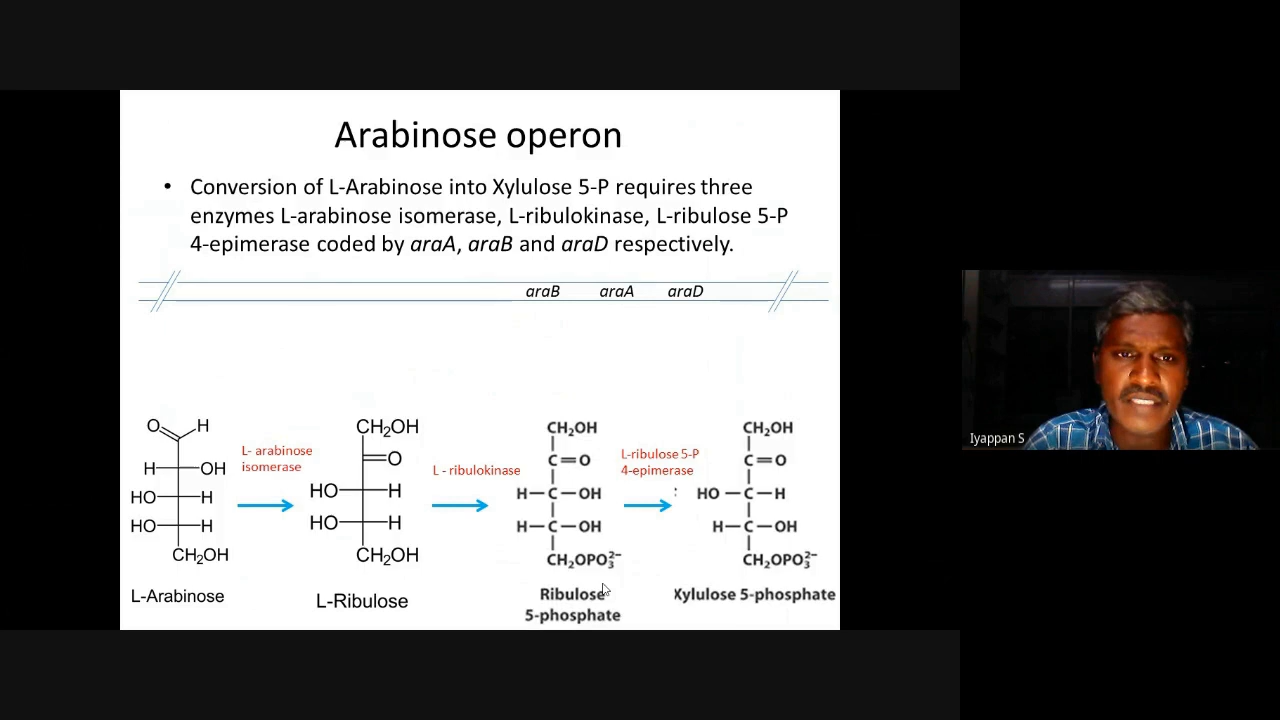 Arabinose operon
• Conversion of L-Arabinose into Xylulose 5-P requires three
enzymes L-arabinose isomerase, L-ribulokinase, L-ribulose 5-P
4-epimerase coded by araA, araB and araD respectively.
araB araA araD
O H
H OH
HO H
HO H
CH₂OH
L-Arabinose
L- arabinose
isomerase
CH₂OH
O
HO H
HO H
CH₂OH
L-Ribulose
L - ribulokinase
CH₂OH
C=O
H—C—OH
H—C—OH
CH₂OPO₃²⁻
Ribulose
5-phosphate
L-ribulose 5-P
4-epimerase
:
CH₂OH
C=O
HO—C—H
H—C—OH
CH₂OPO₃²⁻
Xylulose 5-phosphate
Iyappan S